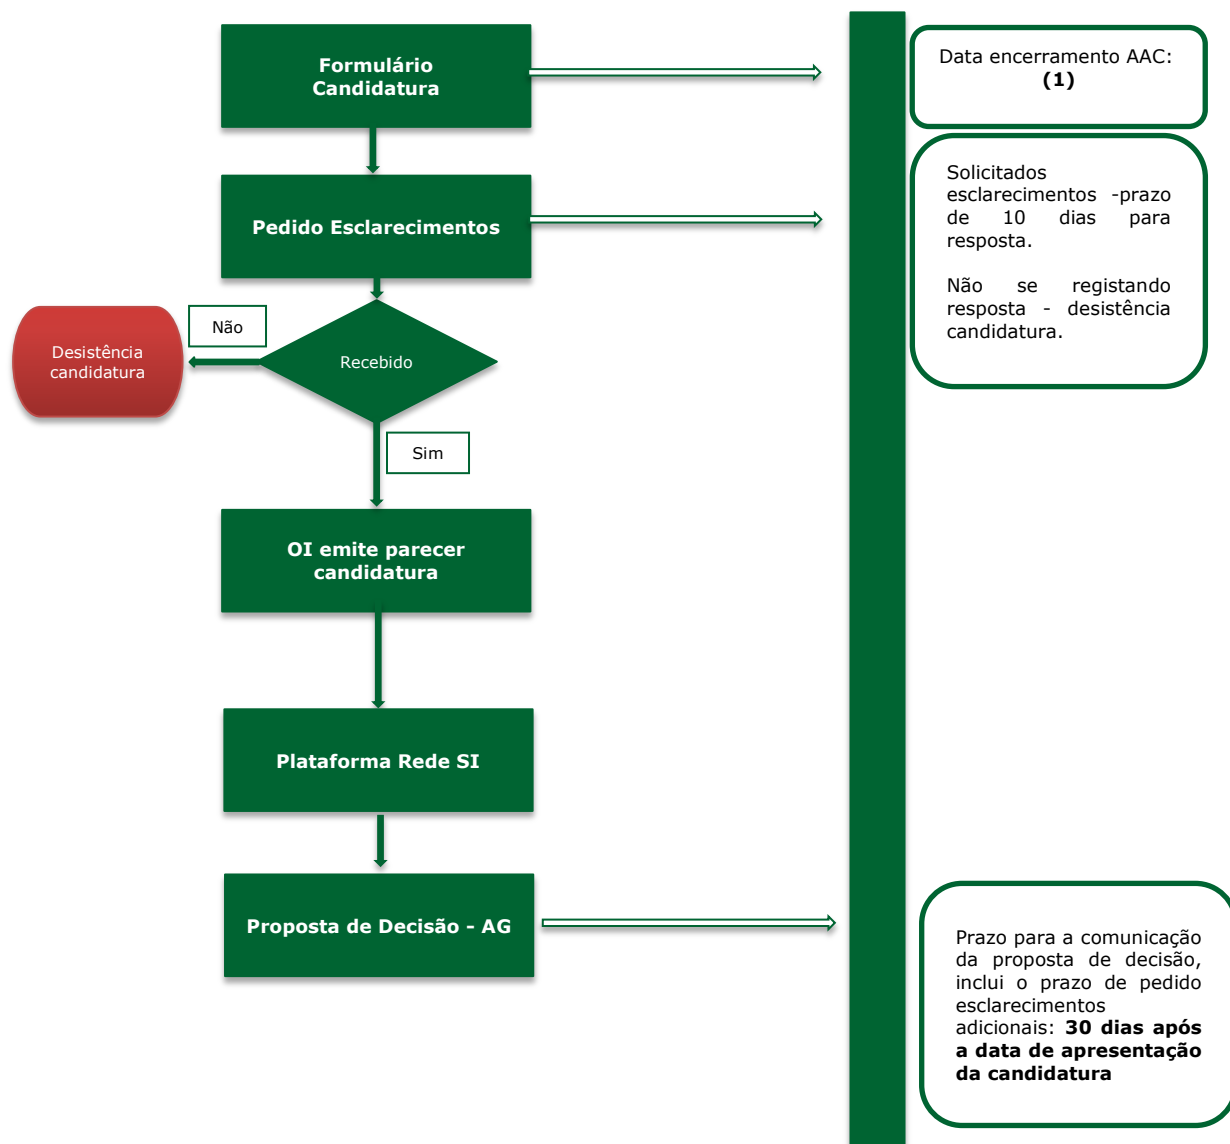 Formulário
Candidatura
Data encerramento AAC:
(1)
Pedido Esclarecimentos
Solicitados
esclarecimentos -prazo
de 10 dias para
resposta.
Não se registando
resposta - desistência
candidatura.
Não
Desistência
candidatura
Recebido
Sim
OI emite parecer
candidatura
Plataforma Rede SI
Proposta de Decisão - AG
Prazo para a comunicação
da proposta de decisão,
inclui o prazo de pedido
esclarecimentos
adicionais: 30 dias após
a data de apresentação
da candidatura